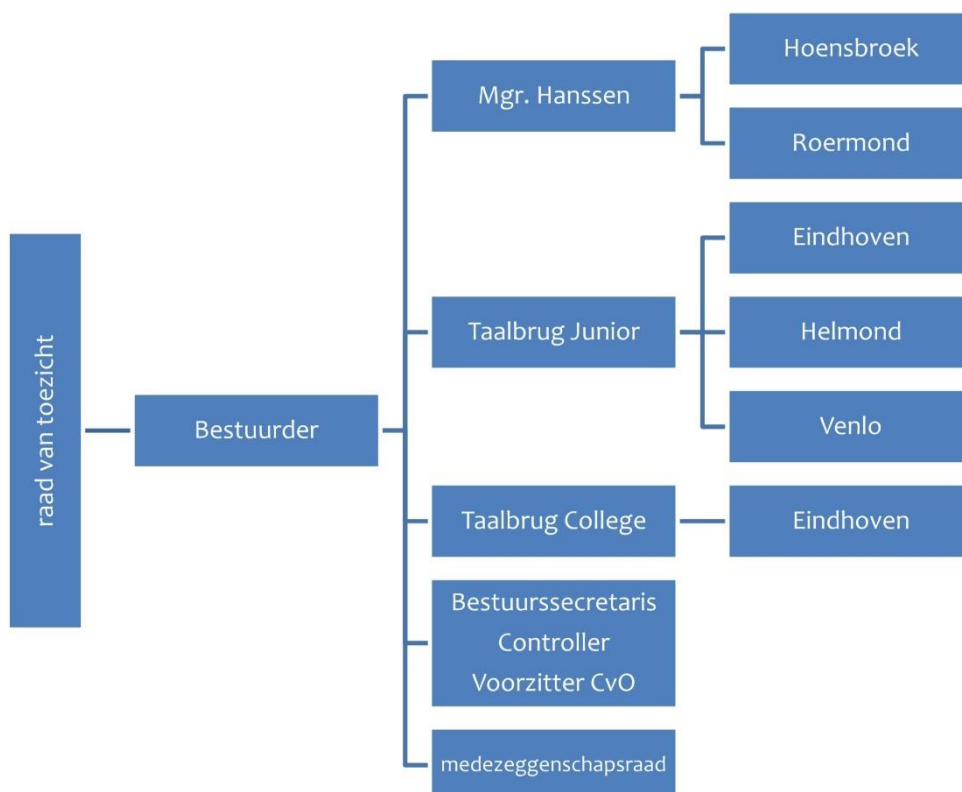 raad van toezicht
Bestuurder
Mgr. Hanssen
Hoensbroek
Roermond
Taalbrug Junior
Eindhoven
Helmond
Venlo
Taalbrug College
Eindhoven
Bestuurssecretaris
Controller
Voorzitter CvO
medezeggenschapsraad